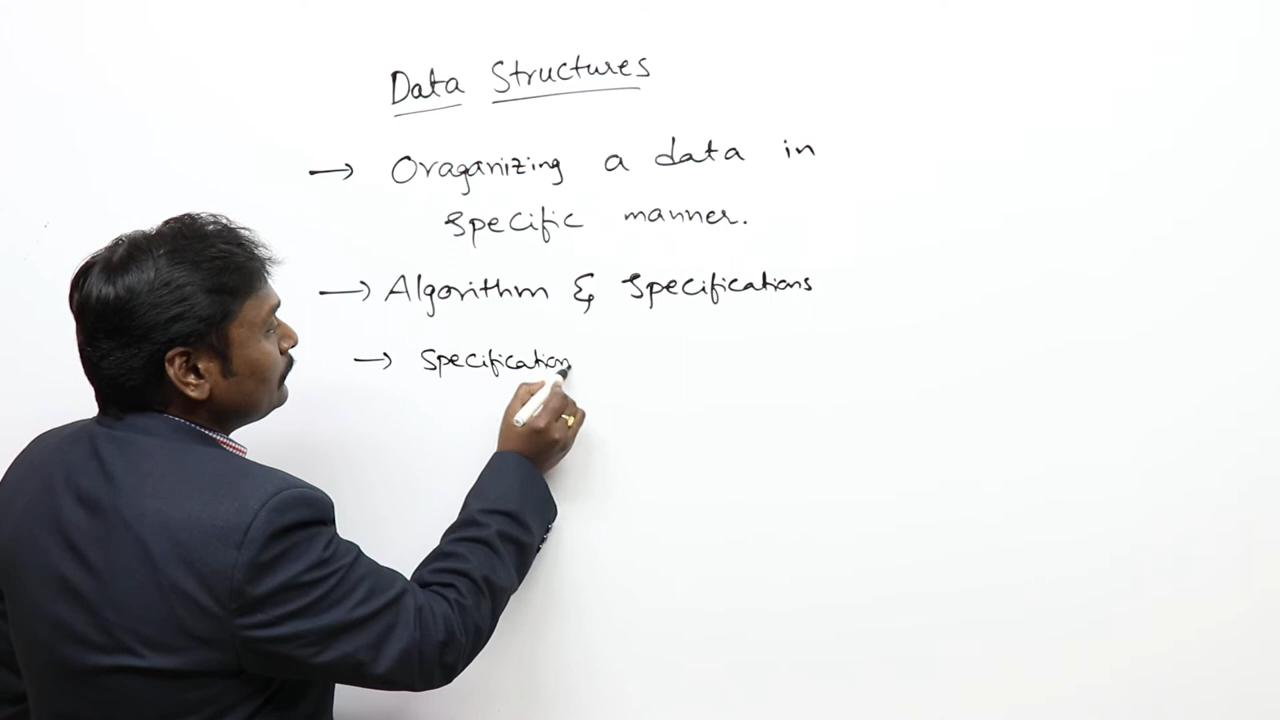 Data Structures
→ Oraganizing a data in
specific manner.
→ Algorithm & Specifications
→ Specification